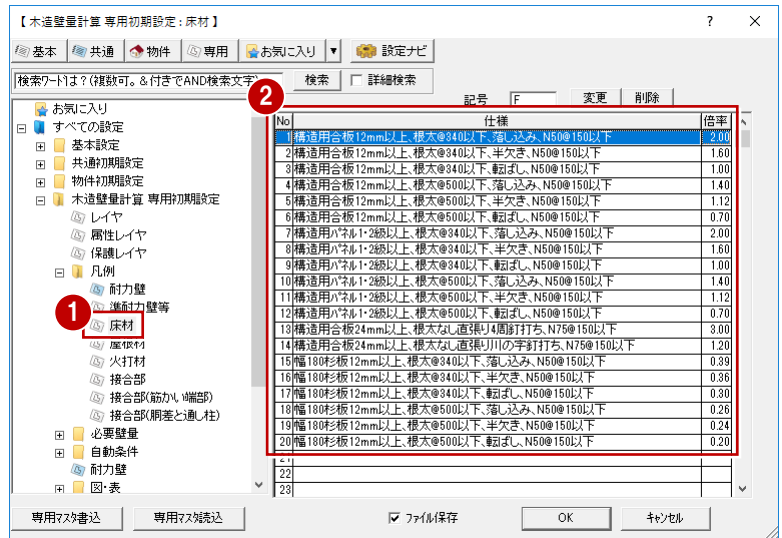 【 木造壁量計算 専用初期設定 : 床材 】
? ×
基本 共通 物件 専用 お気に入り ▼ 設定ナビ
検索ワードは？(複数可。＆付きでAND検索文字) 検索 詳細検索
記号 F 変更 削除
お気に入り
すべての設定
基本設定
共通初期設定
物件初期設定
木造壁量計算 専用初期設定
レイヤ
属性レイヤ
保護レイヤ
凡例
耐力壁
準耐力壁等
1
床材
屋根材
火打材
接合部
接合部(筋かい端部)
接合部(胴差と通し柱)
必要壁量
自動条件
耐力壁
図・表
2
No 仕様 倍率
1 構造用合板12mm以上、根太@340以下、落し込み、N50@150以下 2.00
2 構造用合板12mm以上、根太@340以下、半欠き、N50@150以下 1.60
3 構造用合板12mm以上、根太@340以下、転ばし、N50@150以下 1.00
4 構造用合板12mm以上、根太@500以下、落し込み、N50@150以下 1.40
5 構造用合板12mm以上、根太@500以下、半欠き、N50@150以下 1.12
6 構造用合板12mm以上、根太@500以下、転ばし、N50@150以下 0.70
7 構造用パネル1・2級以上、根太@340以下、落し込み、N50@150以下 2.00
8 構造用パネル1・2級以上、根太@340以下、半欠き、N50@150以下 1.60
9 構造用パネル1・2級以上、根太@340以下、転ばし、N50@150以下 1.00
10 構造用パネル1・2級以上、根太@500以下、落し込み、N50@150以下 1.40
11 構造用パネル1・2級以上、根太@500以下、半欠き、N50@150以下 1.12
12 構造用パネル1・2級以上、根太@500以下、転ばし、N50@150以下 0.70
13 構造用合板24mm以上、根太なし直張り4周釘打ち、N75@150以下 3.00
14 構造用合板24mm以上、根太なし直張り川の字釘打ち、N75@150以下 1.20
15 幅180杉板12mm以上、根太@340以下、落し込み、N50@150以下 0.39
16 幅180杉板12mm以上、根太@340以下、半欠き、N50@150以下 0.36
17 幅180杉板12mm以上、根太@340以下、転ばし、N50@150以下 0.30
18 幅180杉板12mm以上、根太@500以下、落し込み、N50@150以下 0.26
19 幅180杉板12mm以上、根太@500以下、半欠き、N50@150以下 0.24
20 幅180杉板12mm以上、根太@500以下、転ばし、N50@150以下 0.20
21
22
23
専用マスタ書込 専用マスタ読込 ファイル保存 OK キャンセル